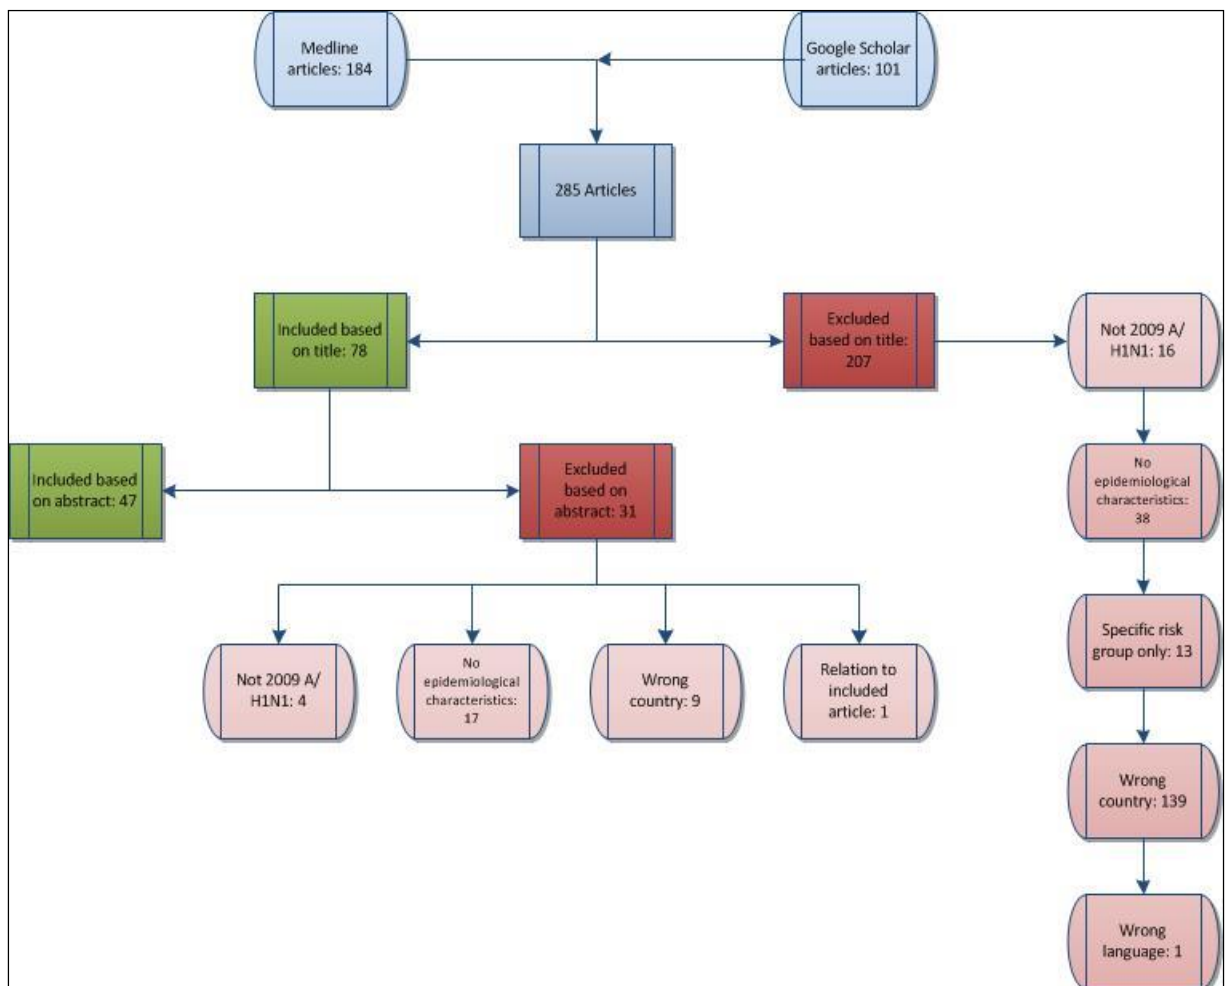 Medline
articles: 184
Google Scholar
articles: 101
285 Articles
Included based
on title: 78
Excluded
based on title:
207
Not 2009 A/
H1N1: 16
Included based
on abstract: 47
Excluded
based on
abstract: 31
No
epidemiological
characteristics:
38
Not 2009 A/
H1N1: 4
No
epidemiological
characteristics:
17
Wrong
country: 9
Relation to
included
article: 1
Specific risk
group only: 13
Wrong
country: 139
Wrong
language: 1